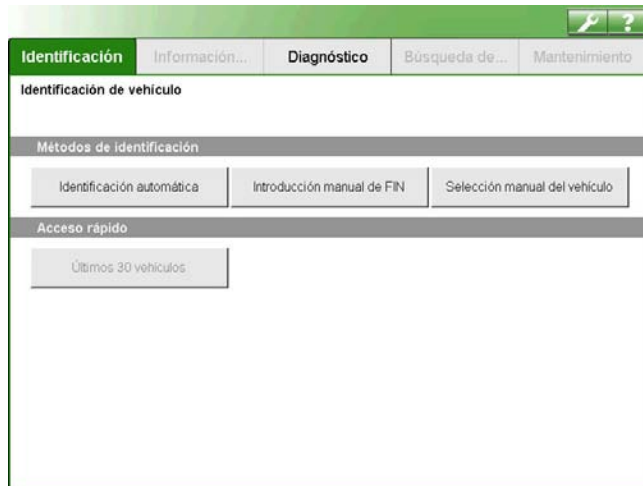 ?
Identificación Información... Diagnóstico Búsqueda de... Mantenimiento
Identificación de vehículo
Métodos de identificación
Identificación automática Introducción manual de FIN Selección manual del vehículo
Acceso rápido
Últimos 30 vehículos